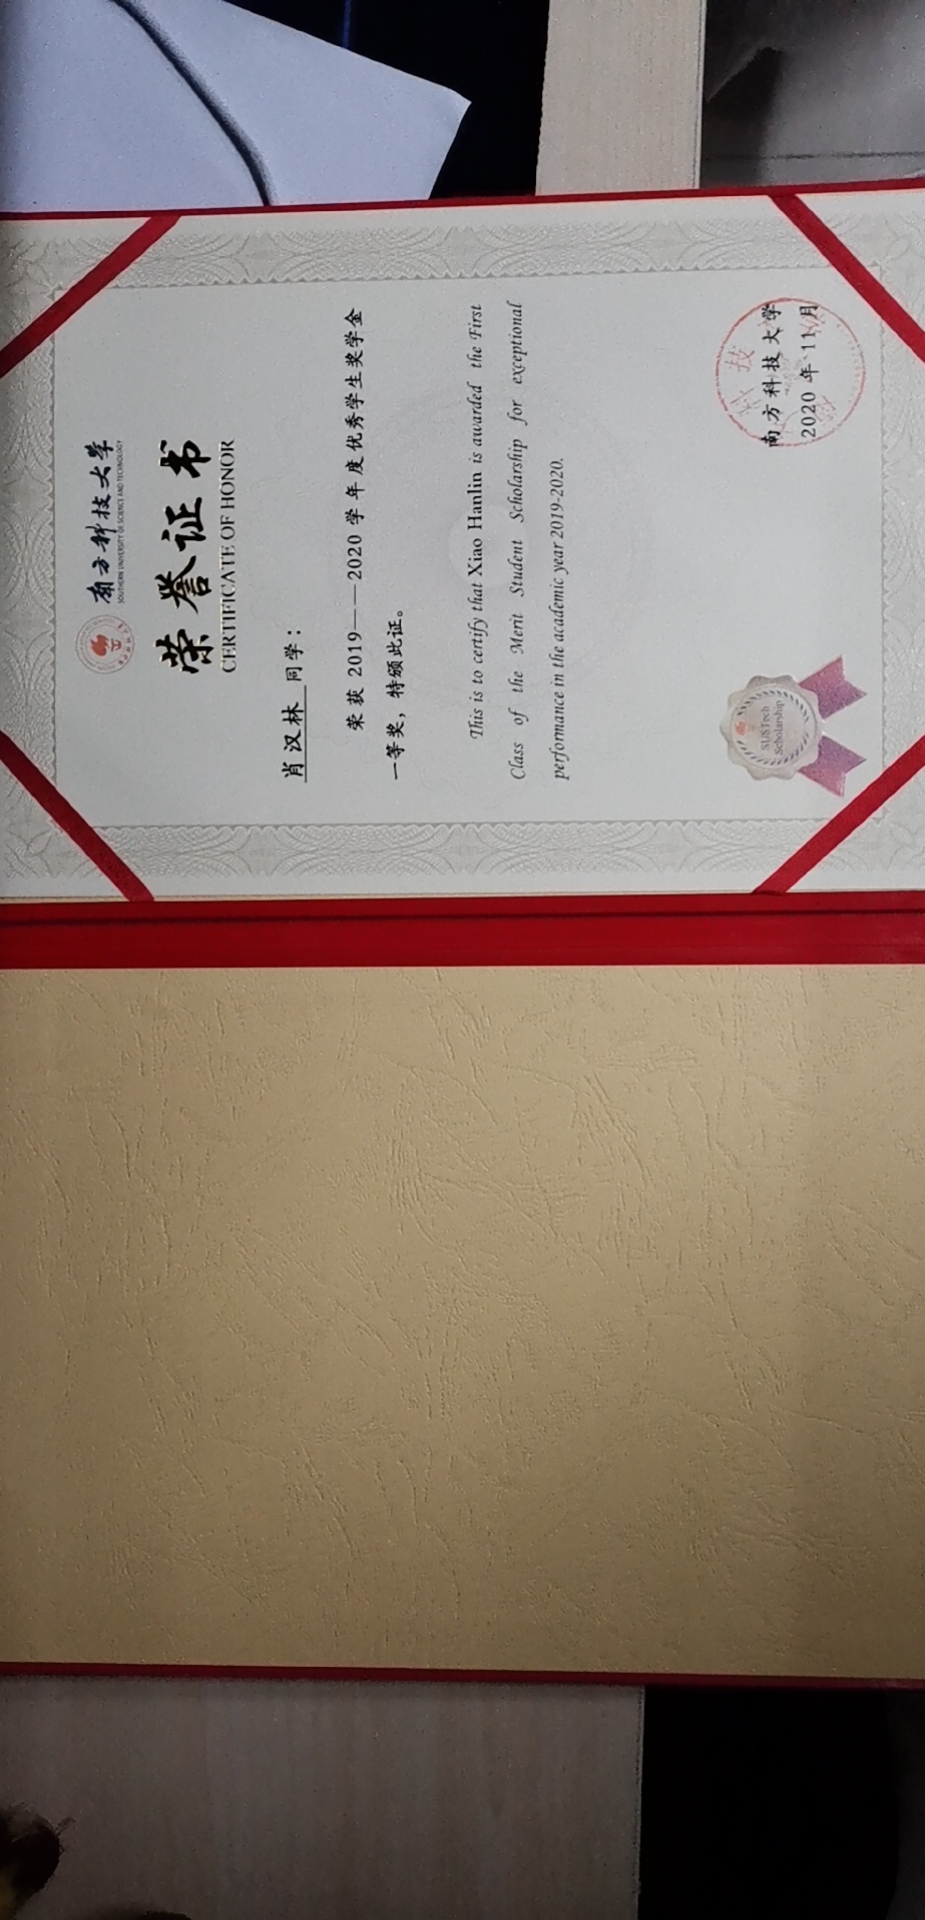 南方科技大学
SOUTHERN UNIVERSITY OF SCIENCE AND TECHNOLOGY
荣誉证书
CERTIFICATE OF HONOR
肖汉林 同学：
荣获 2019——2020 学年度优秀学生奖学金
一等奖，特颁此证。
This is to certify that Xiao Hanlin is awarded the First
Class of the Merit Student Scholarship for exceptional
performance in the academic year 2019-2020.
SUSTech
Scholarship
南方科技大学
2020 年 11 月